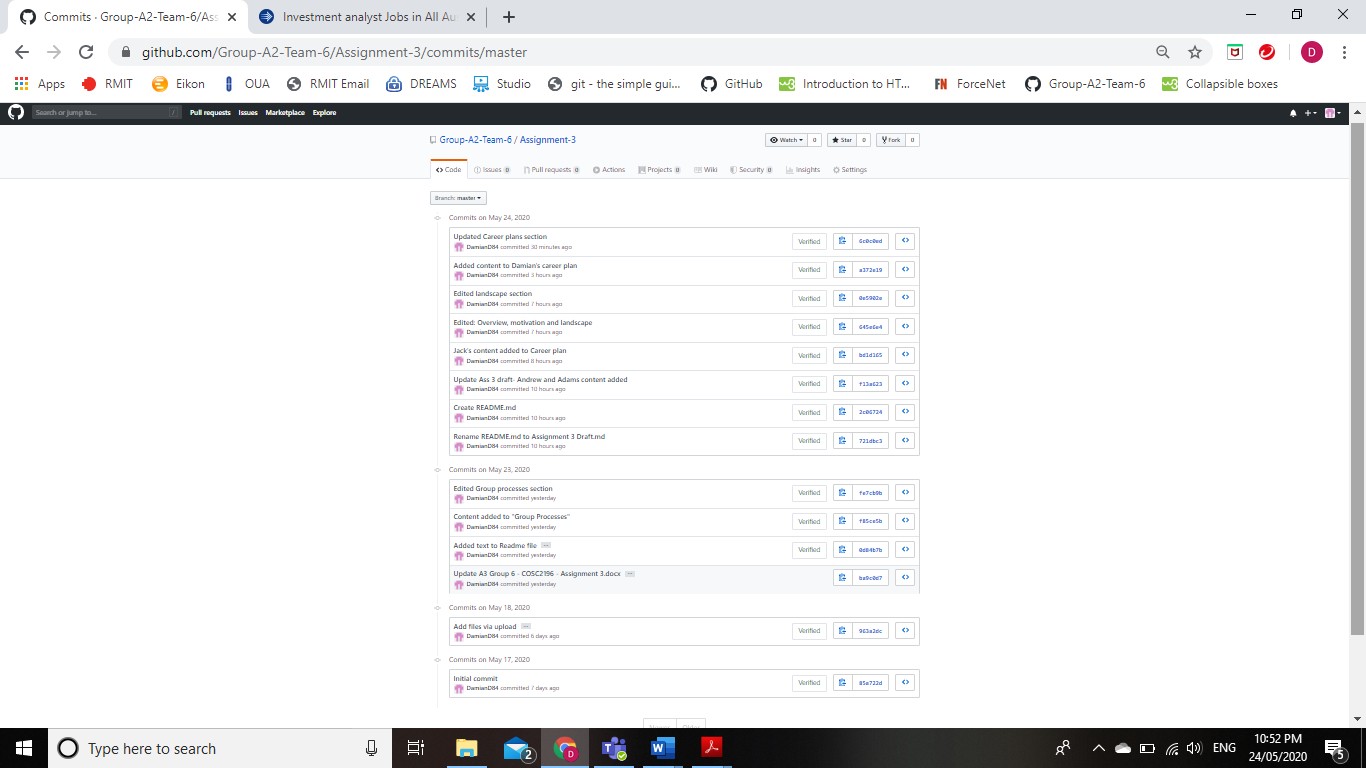 Commits · Group-A2-Team-6/Ass
Investment analyst Jobs in All Au
github.com/Group-A2-Team-6/Assignment-3/commits/master
D
Apps RMIT Eikon OUA RMIT Email DREAMS Studio git - the simple gui... GitHub Introduction to HT... ForceNet Group-A2-Team-6 Collapsible boxes
Search or jump to... / Pull requests Issues Marketplace Explore
Group-A2-Team-6 / Assignment-3
Watch 0 Star 0 Fork 0
Code Issues 0 Pull requests 0 Actions Projects 0 Wiki Security 0 Insights Settings
Branch: master
Commits on May 24, 2020
Updated Career plans section
DamianD84 committed 30 minutes ago
Verified 6c0c0ed
Added content to Damian's career plan
DamianD84 committed 3 hours ago
Verified a372e19
Edited landscape section
DamianD84 committed 7 hours ago
Verified 0e5902e
Edited: Overview, motivation and landscape
DamianD84 committed 7 hours ago
Verified 645e6e4
Jack's content added to Career plan
DamianD84 committed 8 hours ago
Verified bd1d165
Update Ass 3 draft- Andrew and Adams content added
DamianD84 committed 10 hours ago
Verified f13a623
Create README.md
DamianD84 committed 10 hours ago
Verified 2c06724
Rename README.md to Assignment 3 Draft.md
DamianD84 committed 10 hours ago
Verified 721dbc3
Commits on May 23, 2020
Edited Group processes section
DamianD84 committed yesterday
Verified fe7cb9b
Content added to "Group Processes"
DamianD84 committed yesterday
Verified f85ce5b
Added text to Readme file ...
DamianD84 committed yesterday
Verified 0d84b7b
Update A3 Group 6 - COSC2196 - Assignment 3.docx ...
DamianD84 committed yesterday
ba9c0d7
Commits on May 18, 2020
Add files via upload ...
DamianD84 committed 6 days ago
Verified 963a3dc
Commits on May 17, 2020
Initial commit
DamianD84 committed 7 days ago
Verified 85a722d
Newer Older
Type here to search
2
D
ENG
10:52 PM
24/05/2020
5